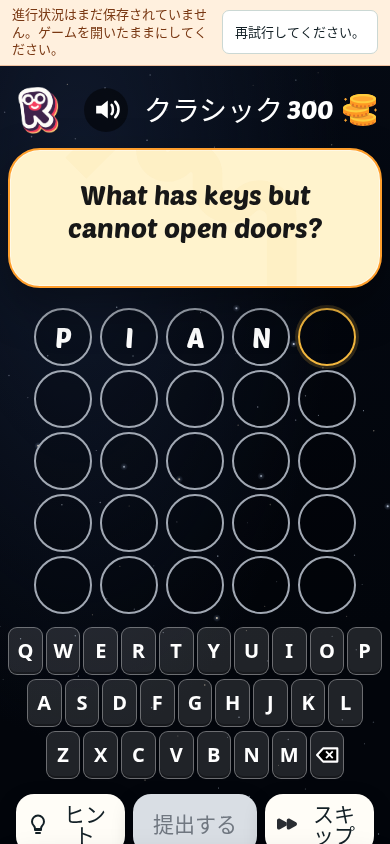 進行状況はまだ保存されていませ
ん。ゲームを開いたままにしてく
ださい。
再試行してください。
R
クラシック 300
What has keys but
cannot open doors?
P I A N
Q W E R T Y U I O P
A S D F G H J K L
Z X C V B N M
ヒン
ト
提出する
スキ
ップ